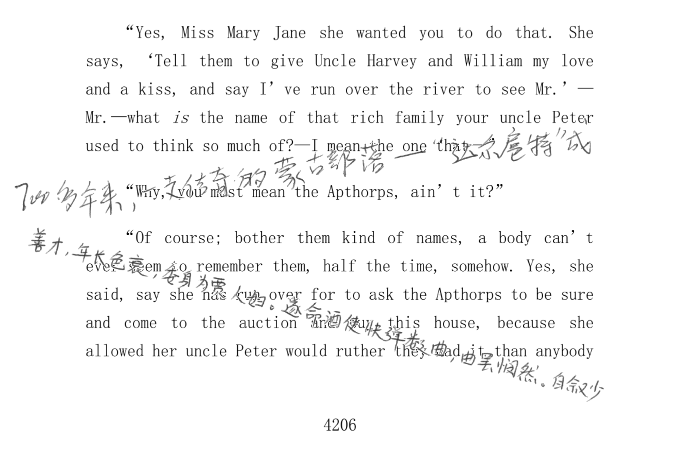 “Yes, Miss Mary Jane she wanted you to do that. She
says, ‘Tell them to give Uncle Harvey and William my love
and a kiss, and say I’ve run over the river to see Mr.’—
Mr.—what is the name of that rich family your uncle Peter
used to think so much of?—I mean the one that—”
一走传奇的蒙古部落—“达尔扈特”成
700多年来，
“Why, you must mean the Apthorps, ain’t it?”
“Of course; bother them kind of names, a body can’t
ever seem to remember them, half the time, somehow. Yes, she
said, say she has run over for to ask the Apthorps to be sure
and come to the auction and buy this house, because she
allowed her uncle Peter would ruther they had it than anybody
善才，年长色衰，委身为贾人妇。遂命酒使快弹数曲，曲罢悯然。自叙少
4206